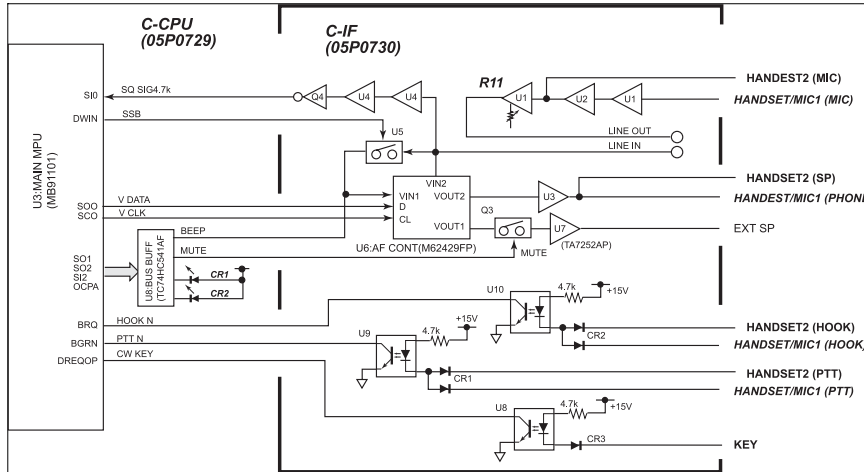 C-CPU
(05P0729)
C-IF
(05P0730)
U3:MAIN MPU
(MB91101)
SI0
SQ SIG4.7k
Q4
U4
U4
R11
U1
U2
U1
HANDEST2 (MIC)
HANDSET/MIC1 (MIC)
DWIN
SSB
U5
LINE OUT
LINE IN
VIN2
VIN1
VOUT2
D
CL
VOUT1
U3
HANDSET2 (SP)
HANDEST/MIC1 (PHONE
SOO
V DATA
SCO
V CLK
Q3
U7
EXT SP
BEEP
U6:AF CONT(M62429FP)
MUTE
(TA7252AP)
MUTE
U8:BUS BUFF
(TC74HC541AF)
SO1
SO2
SI2
OCPA
CR1
CR2
U10
4.7k
+15V
BRQ
HOOK N
HANDSET2 (HOOK)
CR2
HANDSET/MIC1 (HOOK)
BGRN
PTT N
U9
4.7k
+15V
DREQOP
CW KEY
HANDSET2 (PTT)
CR1
HANDSET/MIC1 (PTT)
U8
4.7k
+15V
CR3
KEY